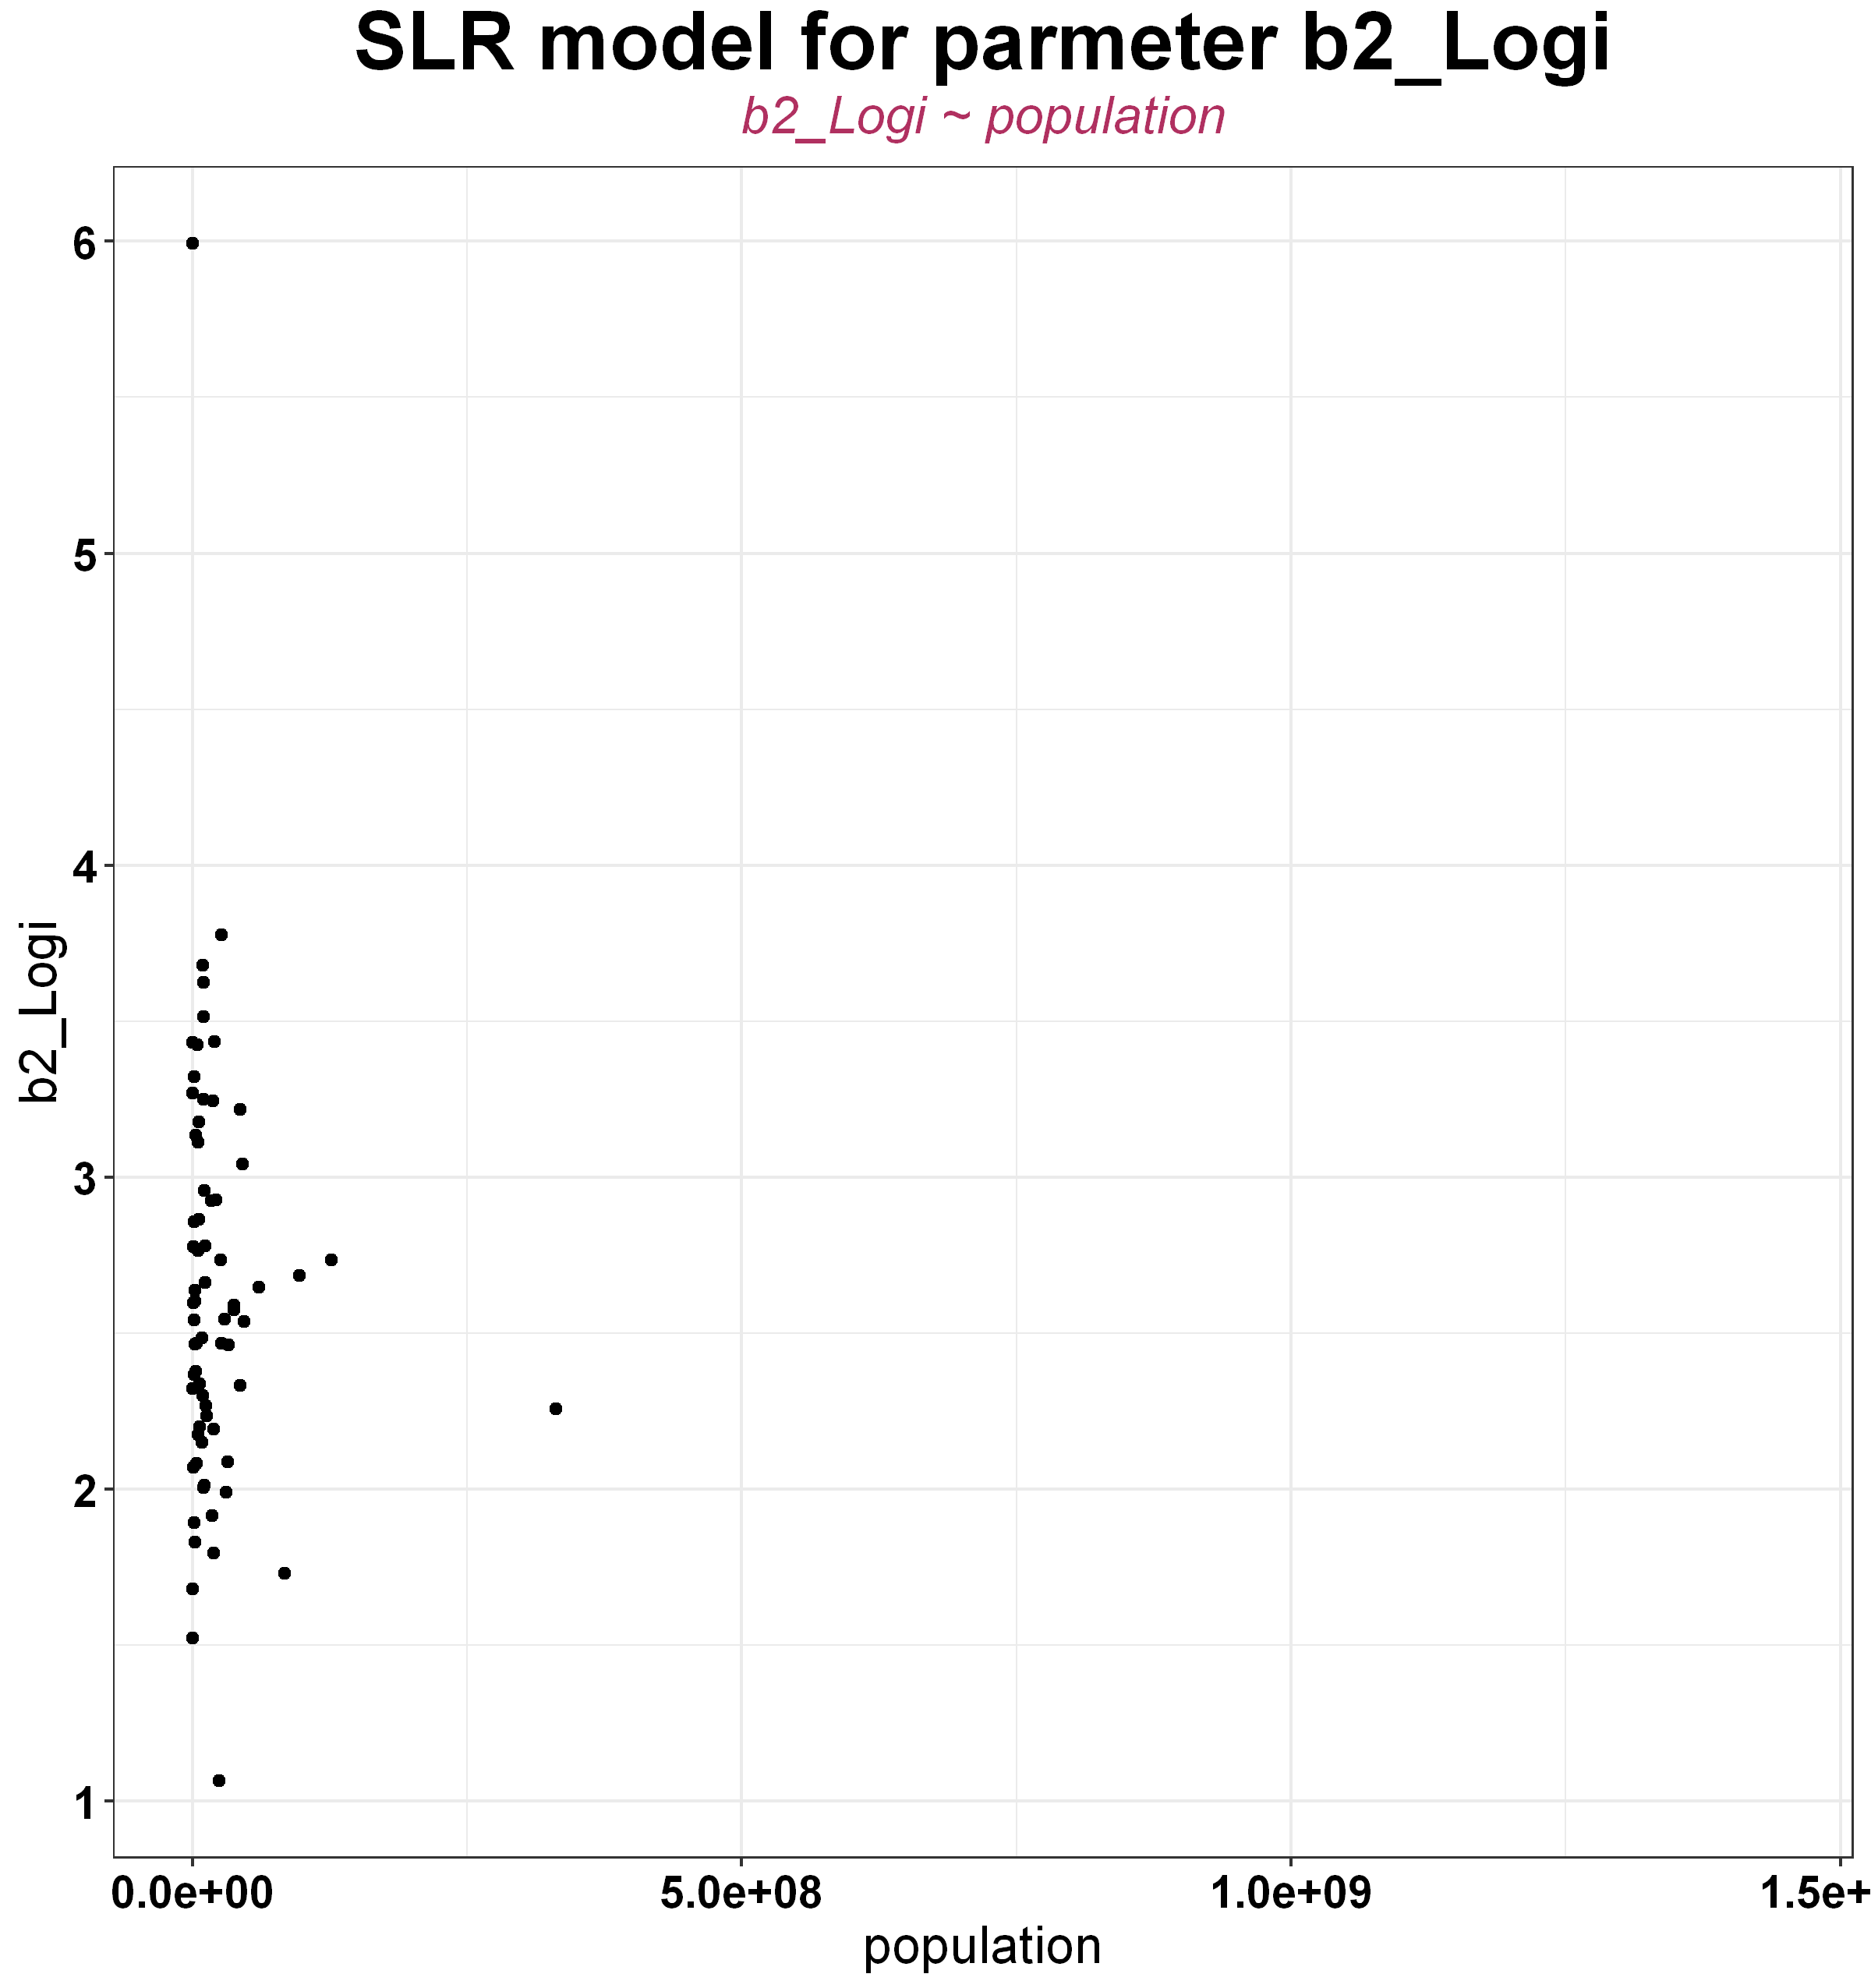 SLR model for parmeter b2_Logi
b2_Logi ~ population
6
5
4
3
2
1
b2_Logi
0.0e+00 5.0e+08 1.0e+09 1.5e+
population